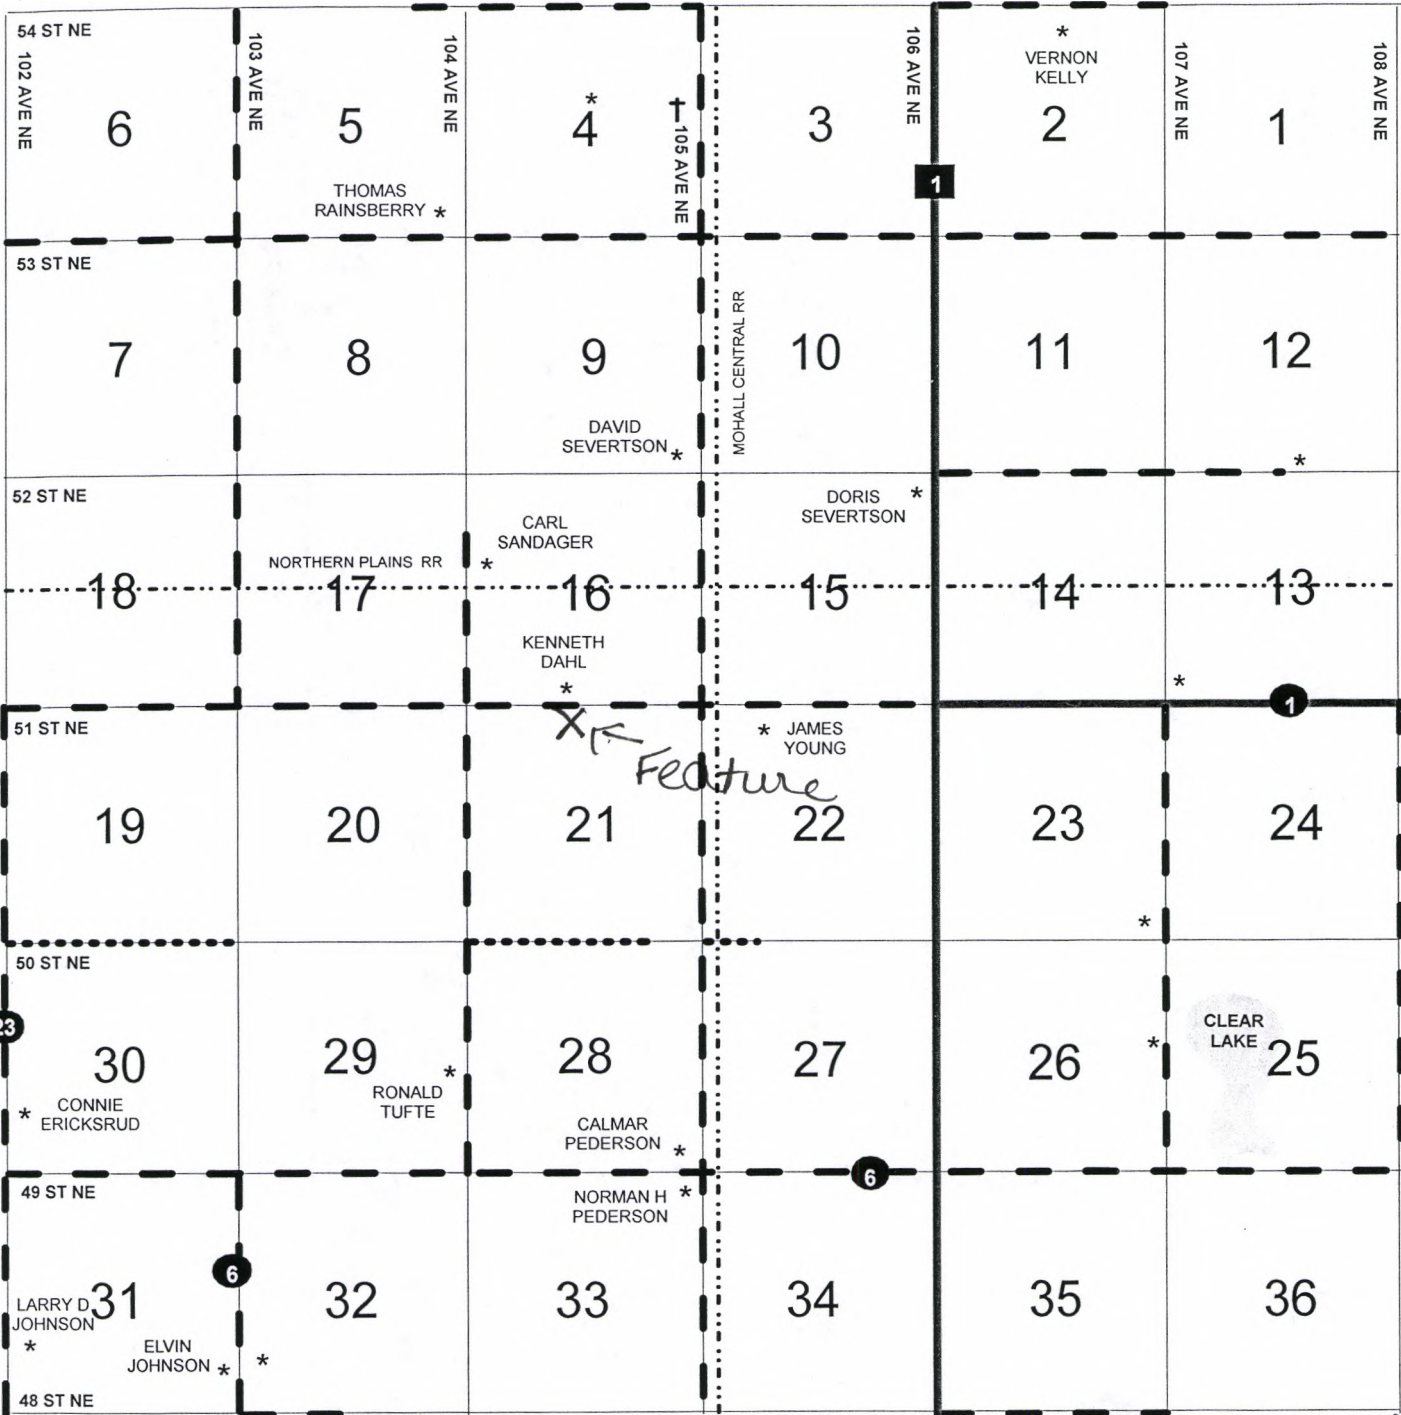 54 ST NE
102 AVE NE
103 AVE NE
104 AVE NE
105 AVE NE
106 AVE NE
107 AVE NE
108 AVE NE
VERNON
KELLY
*
6
5
*
4
3
2
1
1
THOMAS
RAINSBERRY *
53 ST NE
7
8
9
10
11
12
MOHALL CENTRAL RR
DAVID
SEVERTSON *
*
52 ST NE
DORIS
SEVERTSON
*
CARL
SANDAGER
*
NORTHERN PLAINS RR
18
17
16
15
14
13
KENNETH
DAHL
*
*
1
51 ST NE
X
Feature
* JAMES
YOUNG
19
20
21
22
23
24
*
50 ST NE
23
30
29
28
27
26
25
CLEAR
LAKE
*
* CONNIE
ERICKSRUD
RONALD
TUFTE
*
CALMAR
PEDERSON *
6
49 ST NE
NORMAN H
PEDERSON
*
6
31
32
33
34
35
36
LARRY D
JOHNSON
*
ELVIN
JOHNSON *
*
48 ST NE